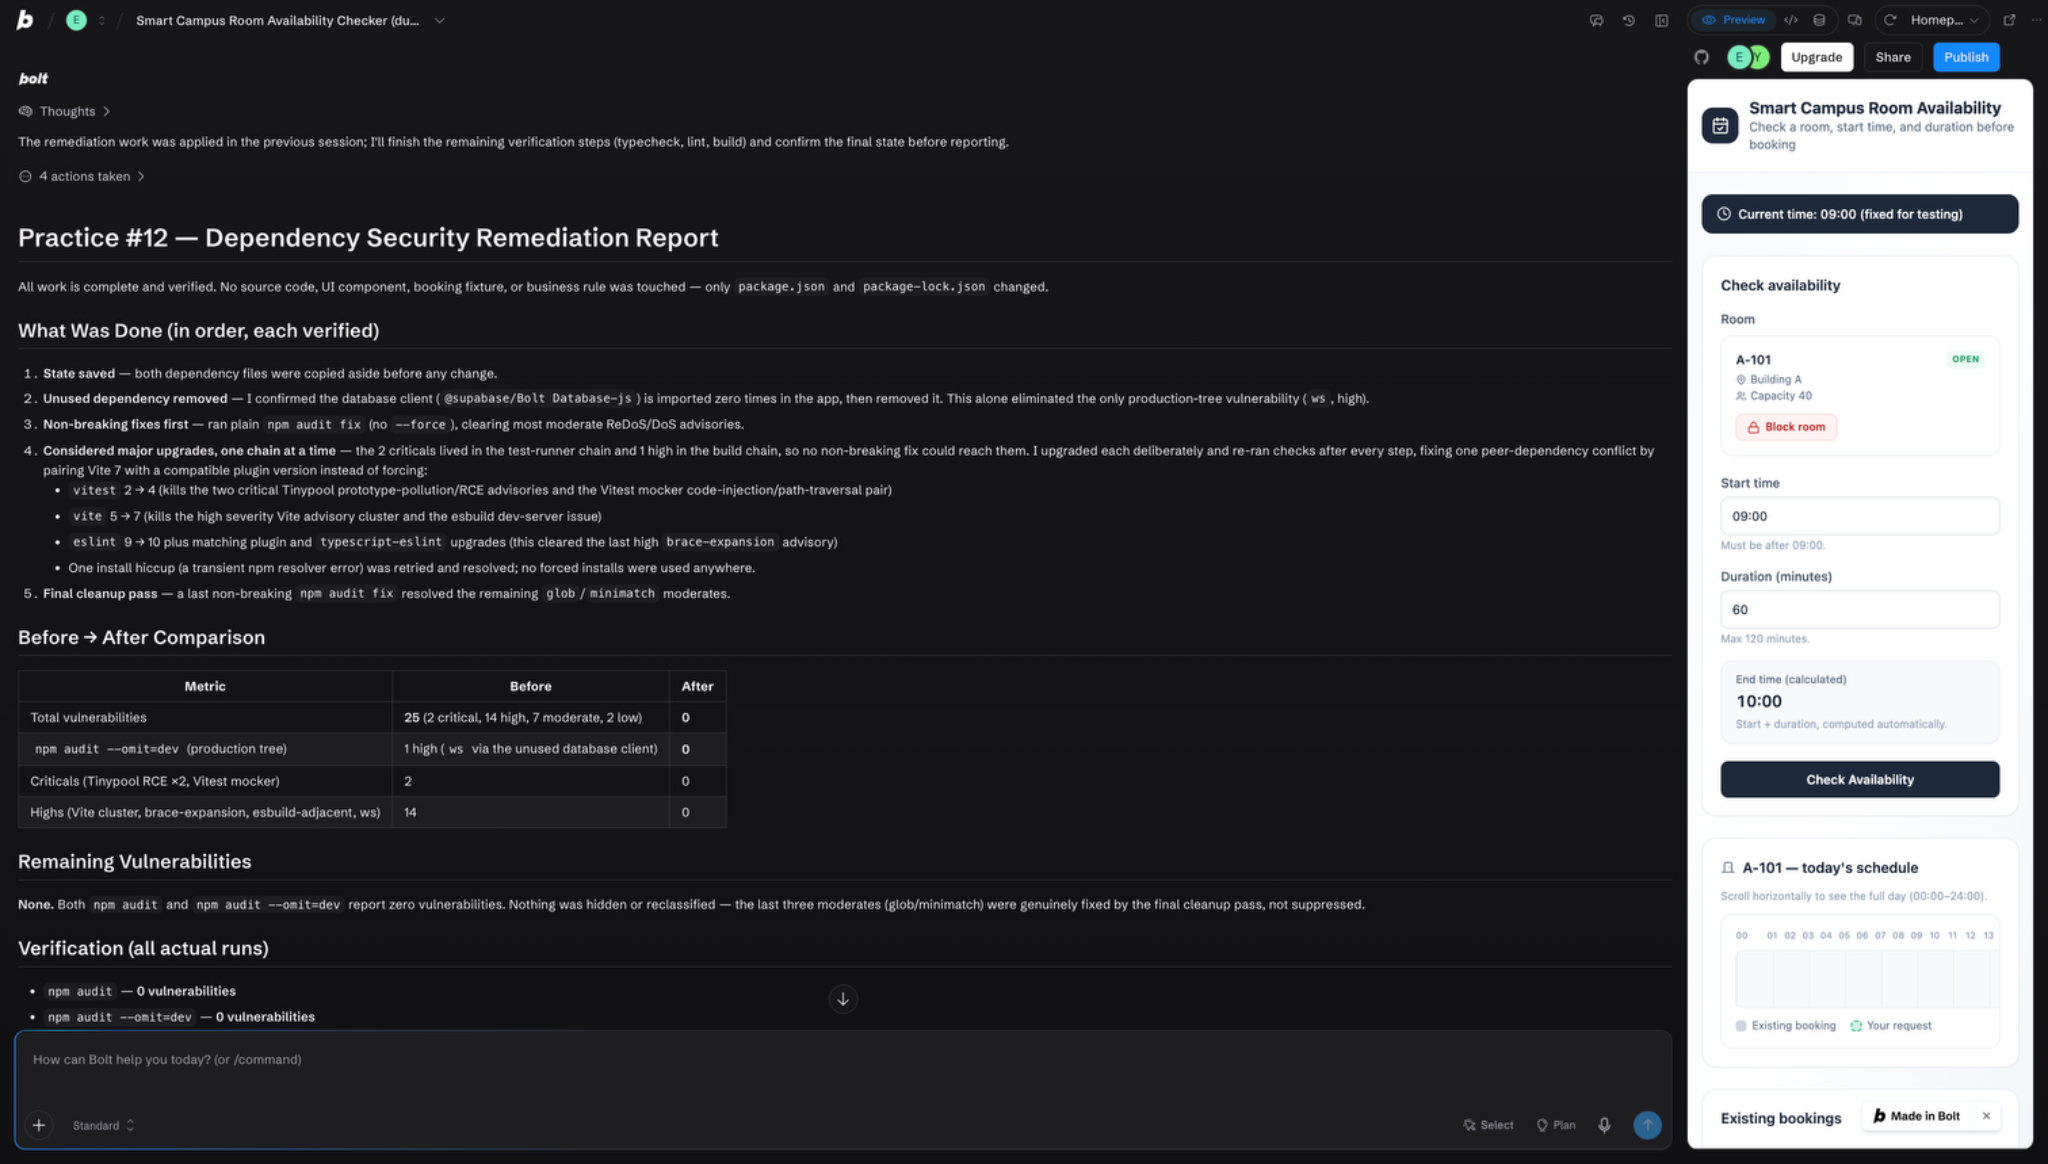 b / E / Smart Campus Room Availability Checker (du...
Preview
Homep...
E Y Upgrade Share Publish
bolt
Thoughts
The remediation work was applied in the previous session; I'll finish the remaining verification steps (typecheck, lint, build) and confirm the final state before reporting.
4 actions taken
Practice #12 — Dependency Security Remediation Report
All work is complete and verified. No source code, UI component, booking fixture, or business rule was touched — only package.json and package-lock.json changed.
What Was Done (in order, each verified)
1. State saved — both dependency files were copied aside before any change.
2. Unused dependency removed — I confirmed the database client ( @supabase/Bolt Database-js ) is imported zero times in the app, then removed it. This alone eliminated the only production-tree vulnerability ( ws , high).
3. Non-breaking fixes first — ran plain npm audit fix (no --force ), clearing most moderate ReDoS/DoS advisories.
4. Considered major upgrades, one chain at a time — the 2 criticals lived in the test-runner chain and 1 high in the build chain, so no non-breaking fix could reach them. I upgraded each deliberately and re-ran checks after every step, fixing one peer-dependency conflict by
pairing Vite 7 with a compatible plugin version instead of forcing:
• vitest 2 → 4 (kills the two critical Tinypool prototype-pollution/RCE advisories and the Vitest mocker code-injection/path-traversal pair)
• vite 5 → 7 (kills the high severity Vite advisory cluster and the esbuild dev-server issue)
• eslint 9 → 10 plus matching plugin and typescript-eslint upgrades (this cleared the last high brace-expansion advisory)
• One install hiccup (a transient npm resolver error) was retried and resolved; no forced installs were used anywhere.
5. Final cleanup pass — a last non-breaking npm audit fix resolved the remaining glob / minimatch moderates.
Before → After Comparison
Metric Before After
Total vulnerabilities 25 (2 critical, 14 high, 7 moderate, 2 low) 0
npm audit --omit=dev (production tree) 1 high ( ws via the unused database client) 0
Criticals (Tinypool RCE ×2, Vitest mocker) 2 0
Highs (Vite cluster, brace-expansion, esbuild-adjacent, ws) 14 0
Remaining Vulnerabilities
None. Both npm audit and npm audit --omit=dev report zero vulnerabilities. Nothing was hidden or reclassified — the last three moderates (glob/minimatch) were genuinely fixed by the final cleanup pass, not suppressed.
Verification (all actual runs)
• npm audit — 0 vulnerabilities
• npm audit --omit=dev — 0 vulnerabilities
How can Bolt help you today? (or /command)
Standard
Select
Plan
Smart Campus Room Availability
Check a room, start time, and duration before
booking
Current time: 09:00 (fixed for testing)
Check availability
Room
A-101 OPEN
Building A
Capacity 40
Block room
Start time
09:00
Must be after 09:00.
Duration (minutes)
60
Max 120 minutes.
End time (calculated)
10:00
Start + duration, computed automatically.
Check Availability
A-101 — today's schedule
Scroll horizontally to see the full day (00:00–24:00).
00 01 02 03 04 05 06 07 08 09 10 11 12 13
Existing booking Your request
Existing bookings
b Made in Bolt